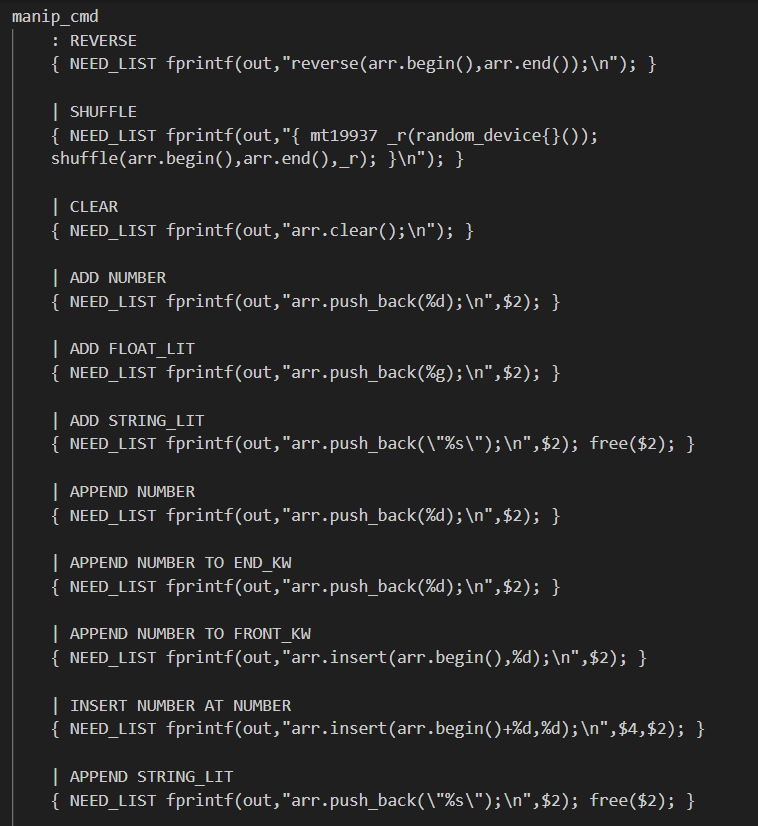 manip_cmd
: REVERSE
{ NEED_LIST fprintf(out,"reverse(arr.begin(),arr.end());\n"); }
| SHUFFLE
{ NEED_LIST fprintf(out,"{ mt19937 _r(random_device{}());
shuffle(arr.begin(),arr.end(),_r); }\n"); }
| CLEAR
{ NEED_LIST fprintf(out,"arr.clear();\n"); }
| ADD NUMBER
{ NEED_LIST fprintf(out,"arr.push_back(%d);\n",$2); }
| ADD FLOAT_LIT
{ NEED_LIST fprintf(out,"arr.push_back(%g);\n",$2); }
| ADD STRING_LIT
{ NEED_LIST fprintf(out,"arr.push_back(\"%s\");\n",$2); free($2); }
| APPEND NUMBER
{ NEED_LIST fprintf(out,"arr.push_back(%d);\n",$2); }
| APPEND NUMBER TO END_KW
{ NEED_LIST fprintf(out,"arr.push_back(%d);\n",$2); }
| APPEND NUMBER TO FRONT_KW
{ NEED_LIST fprintf(out,"arr.insert(arr.begin(),%d);\n",$2); }
| INSERT NUMBER AT NUMBER
{ NEED_LIST fprintf(out,"arr.insert(arr.begin()+%d,%d);\n",$4,$2); }
| APPEND STRING_LIT
{ NEED_LIST fprintf(out,"arr.push_back(\"%s\");\n",$2); free($2); }